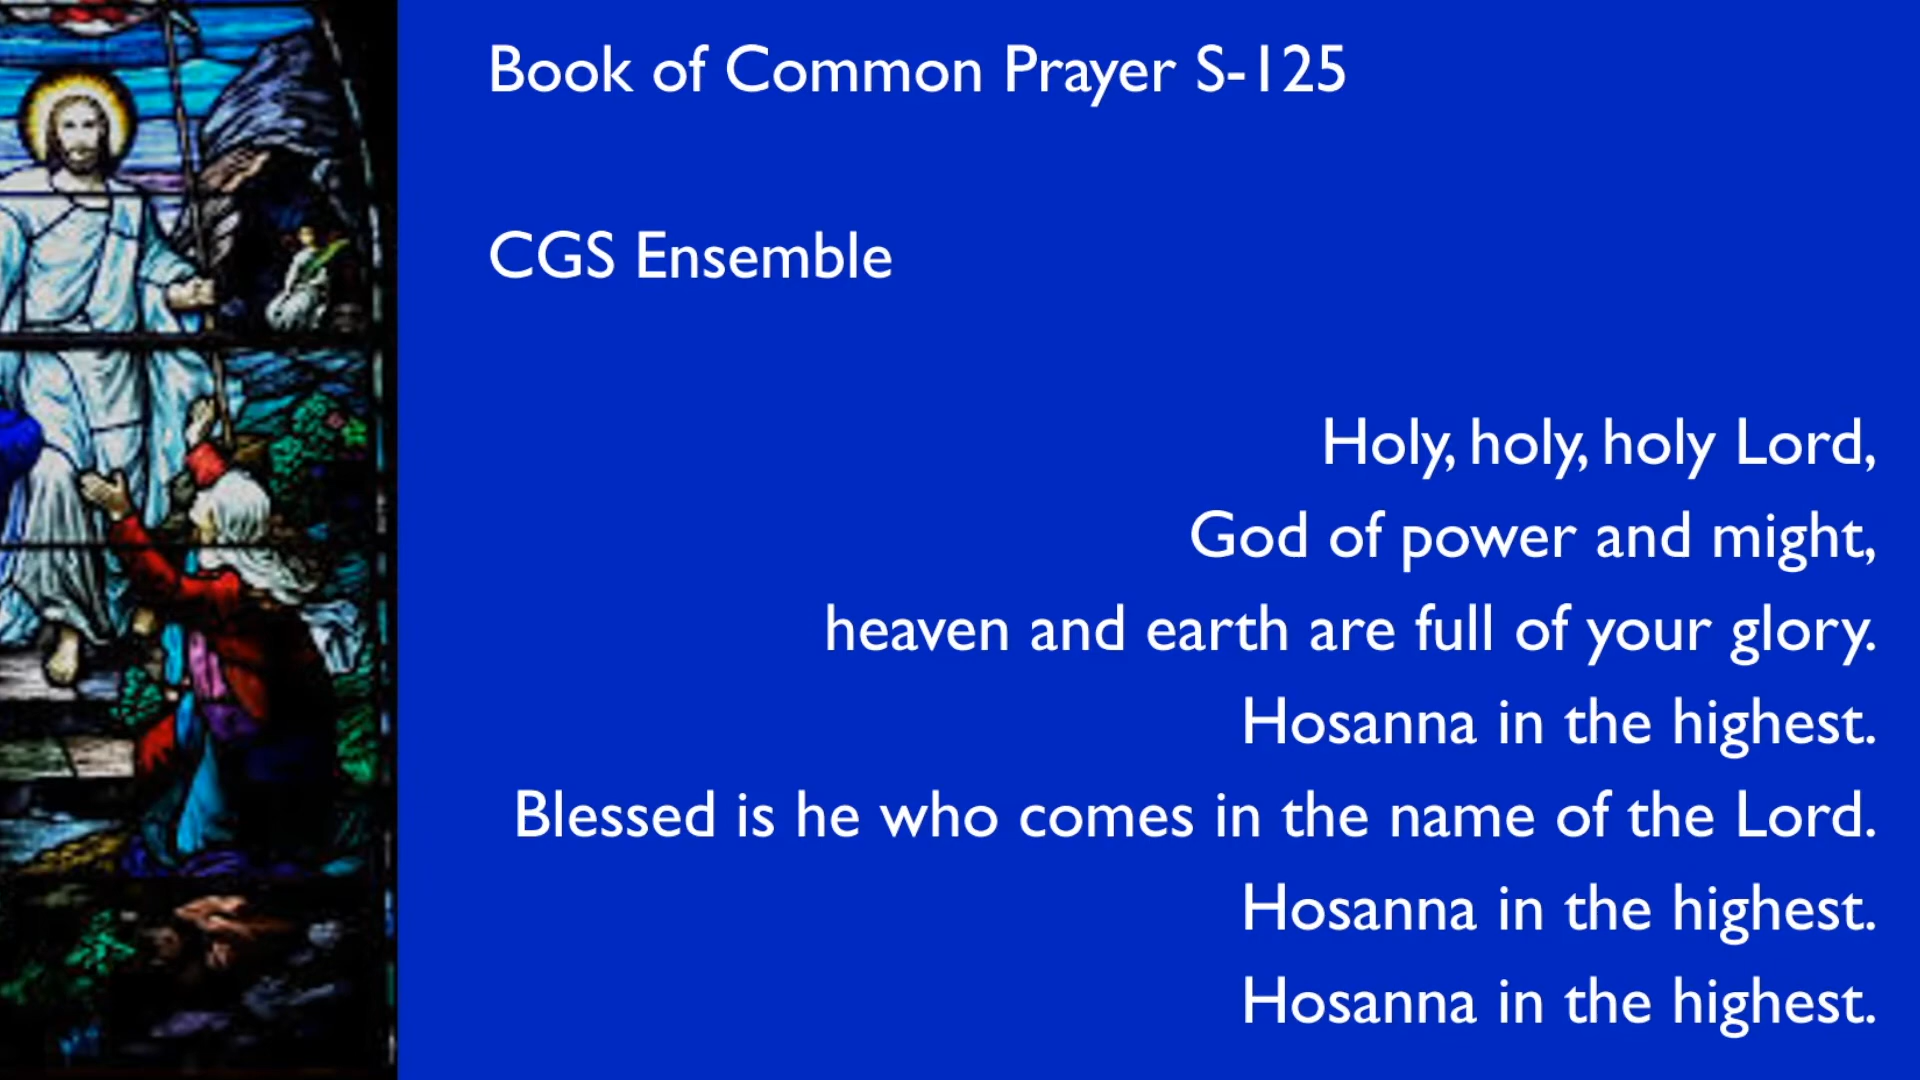 Book of Common Prayer S-125
CGS Ensemble
Holy, holy, holy Lord,
God of power and might,
heaven and earth are full of your glory.
Hosanna in the highest.
Blessed is he who comes in the name of the Lord.
Hosanna in the highest.
Hosanna in the highest.